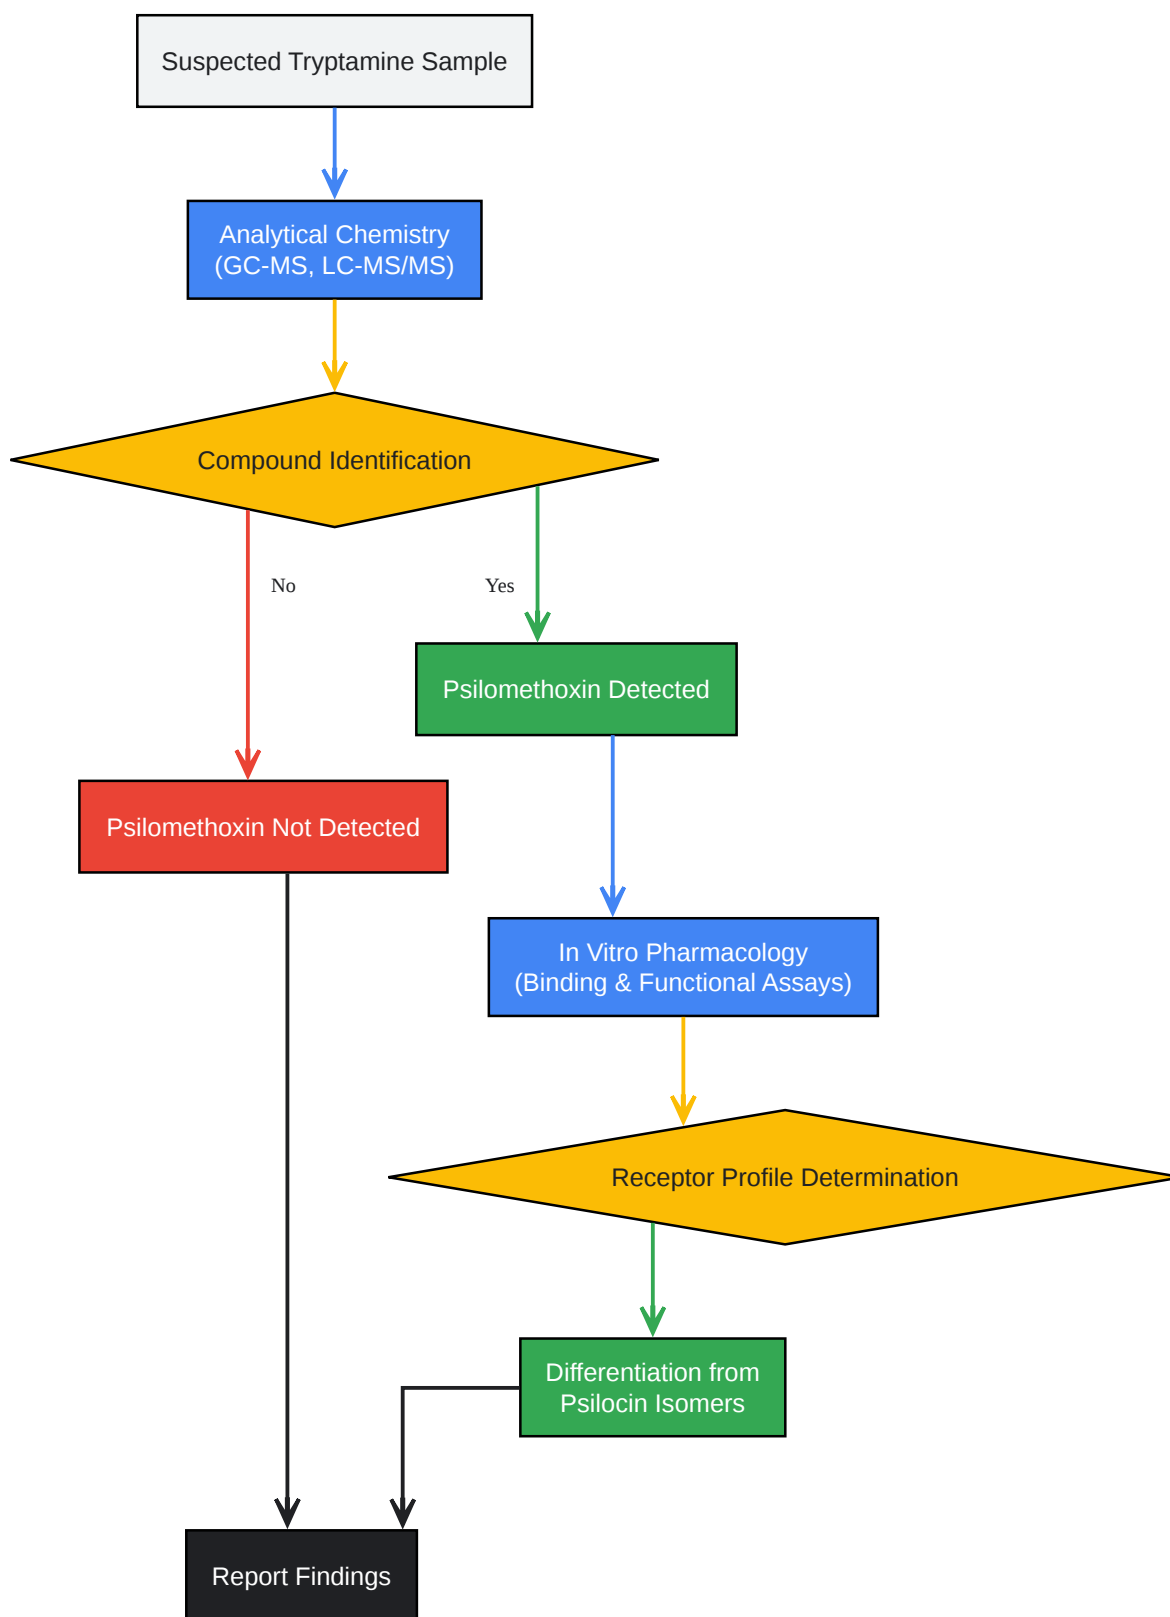 Suspected Tryptamine Sample
Analytical Chemistry
(GC-MS, LC-MS/MS)
Compound Identification
No
Yes
Psilomethoxin Detected
Psilomethoxin Not Detected
In Vitro Pharmacology
(Binding & Functional Assays)
Receptor Profile Determination
Differentiation from
Psilocin Isomers
Report Findings